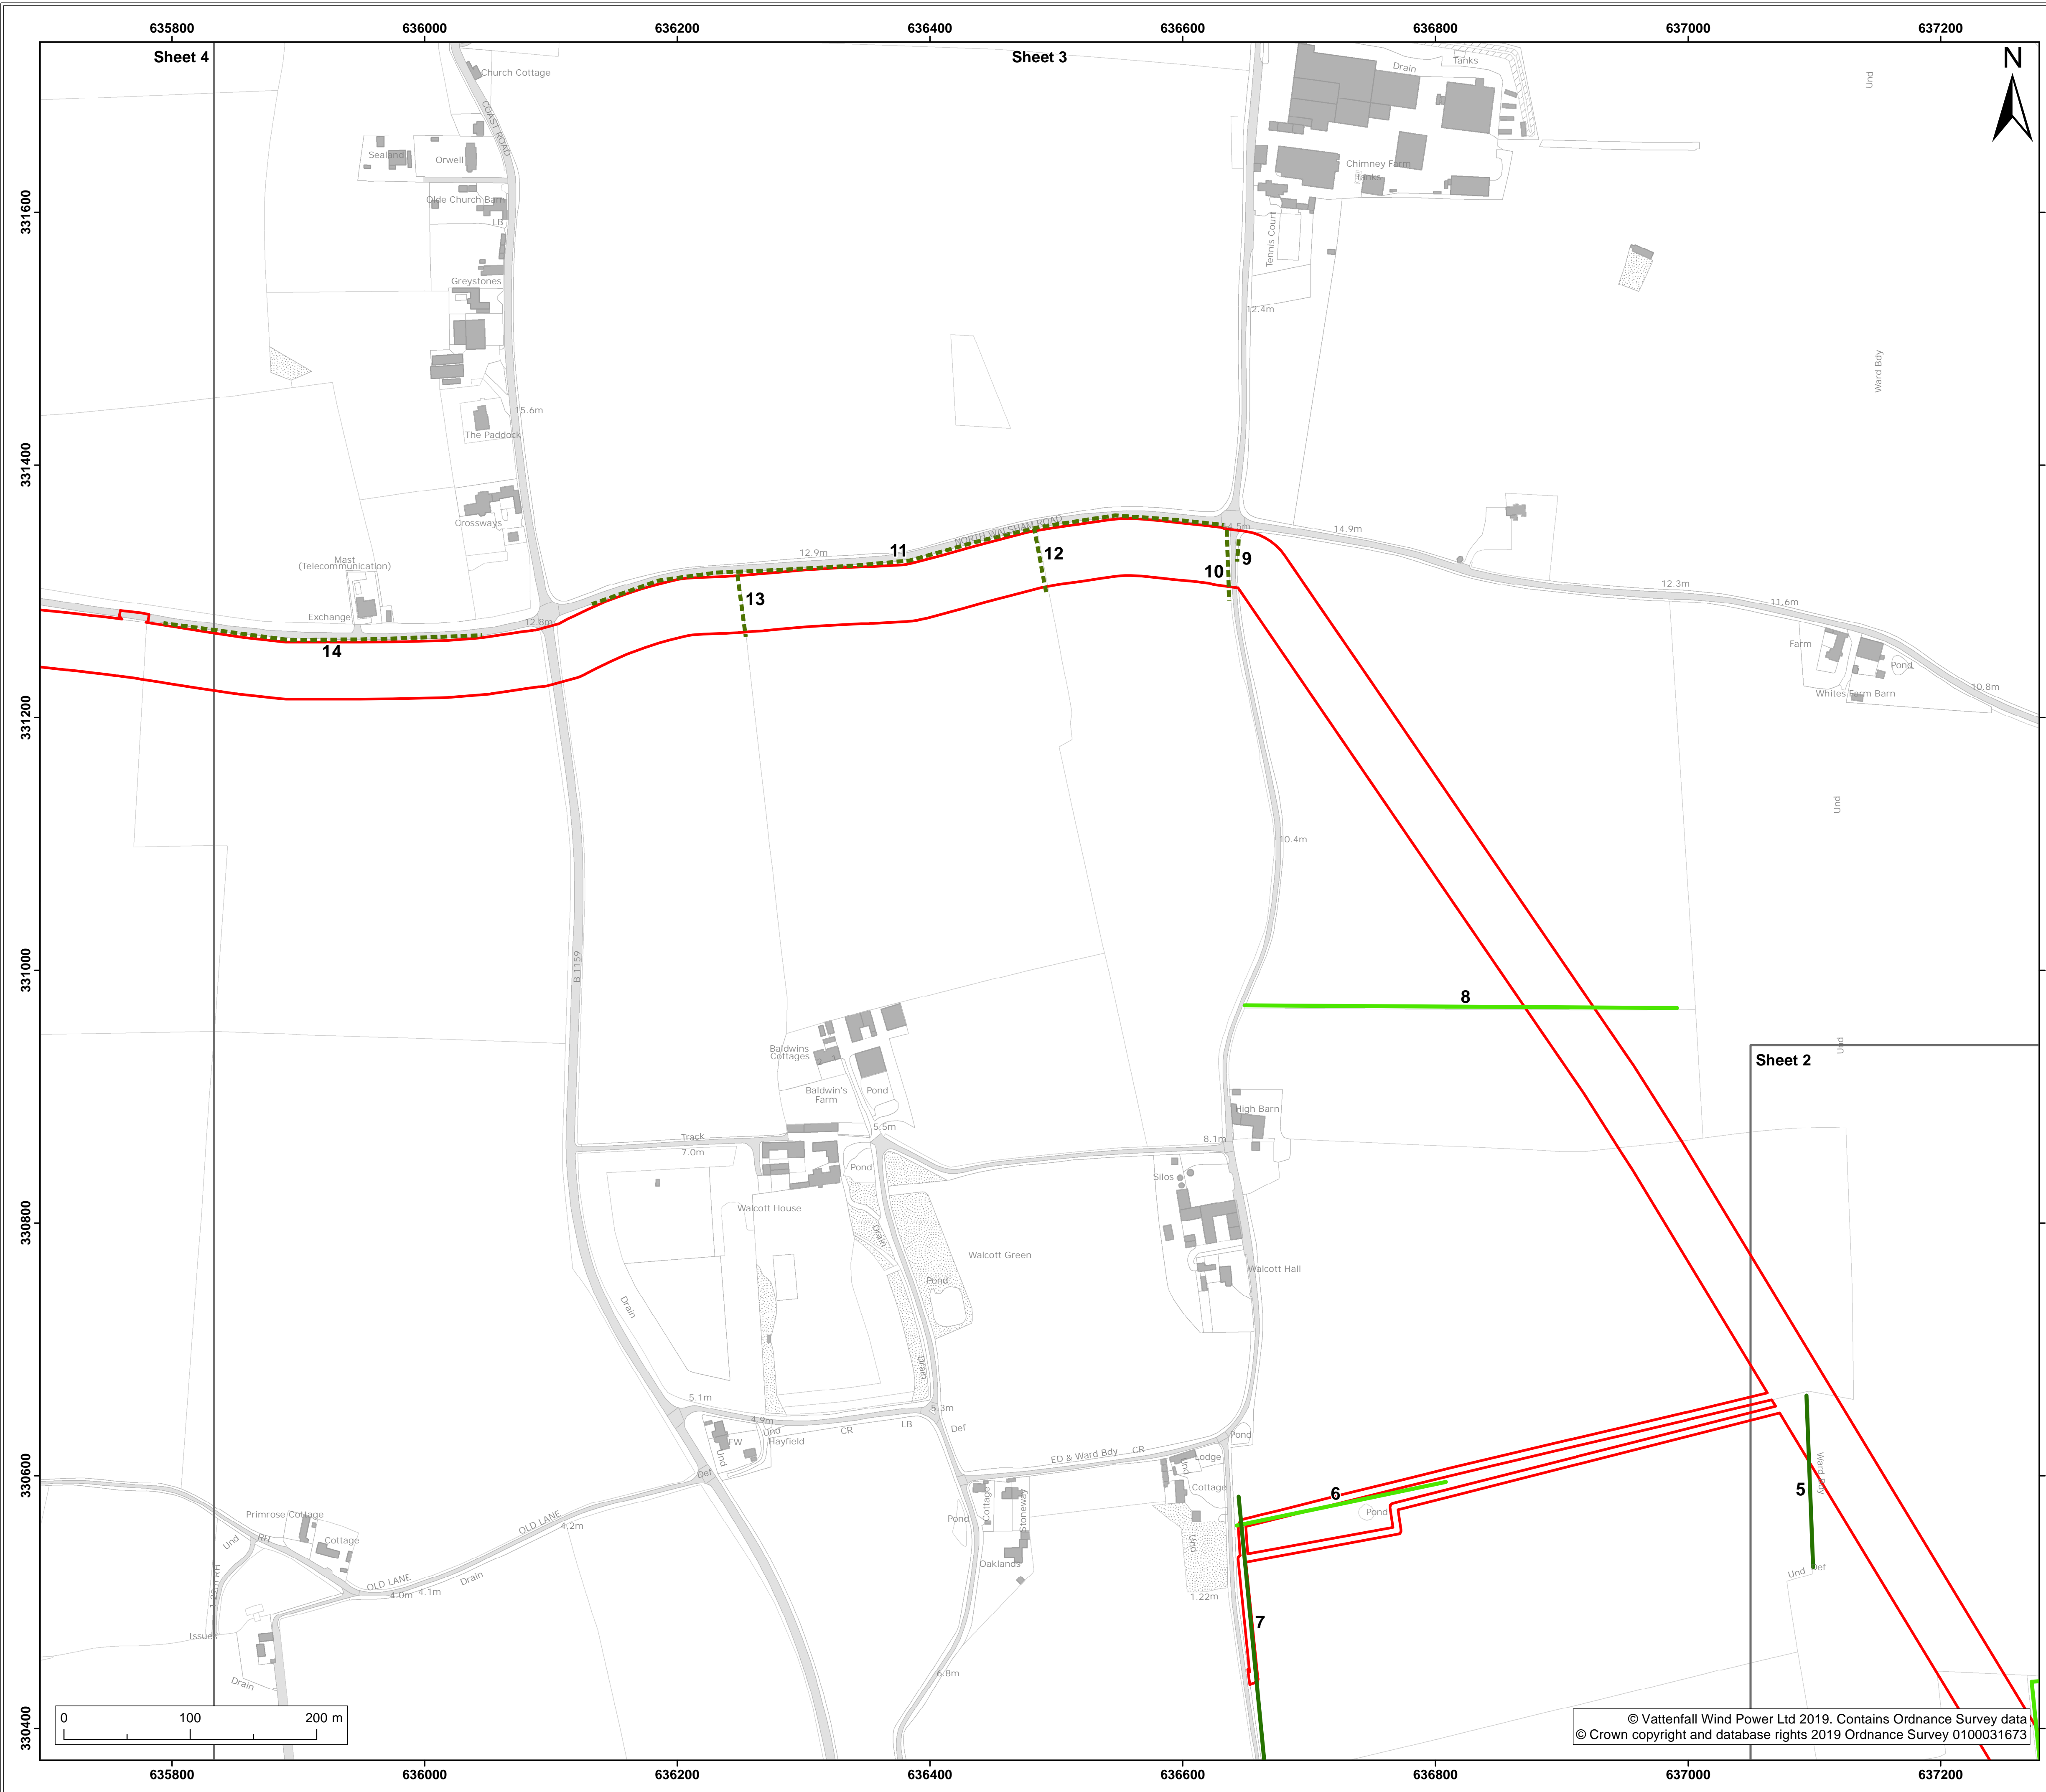 635800
636000
636200
636400
636600
636800
637000
637200
Sheet 4
Sheet 3
N
Church Cottage
COAST ROAD
Drain
Tanks
Und
Sealand
Orwell
Chimney Farm
Tanks
331600
Olde Church Barn
LB
Tennis Court
Greystones
12.4m
Ward Bdy
15.6m
The Paddock
331400
Crossways
NORTH WALSHAM ROAD
14.5m
14.9m
Mast
(Telecommunication)
12.9m
11
12
10
9
12.3m
11.6m
13
Exchange
12.8m
14
Farm
Pond
Whites Farm Barn
10.8m
331200
Und
10.4m
331000
B 1159
8
Und
Sheet 2
Baldwins
Cottages
2
1
Baldwin's
Farm
Pond
High Barn
5.5m
Track
7.0m
8.1m
Pond
Silos
330800
Walcott House
Drain
Walcott Green
Pond
Walcott Hall
Drain
Drain
5.1m
4.9m
5.3m
Und
Hayfield
CR
LB
Def
FW
Und
Pond
ED & Ward Bdy
CR
Lodge
Und
Def
330600
Cottage
Cottage
Stoneway
6
5
Ward Bdy
Pond
Pond
Primrose Cottage
RH
Und
Cottage
OLD LANE
4.2m
Und
Oaklands
OLD LANE
4.0m
4.1m
Drain
1.22m RH
1.22m
Und
Def
Issues
7
Drain
6.8m
330400
0
100
200 m
© Vattenfall Wind Power Ltd 2019. Contains Ordnance Survey data
© Crown copyright and database rights 2019 Ordnance Survey 0100031673
635800
636000
636200
636400
636600
636800
637000
637200